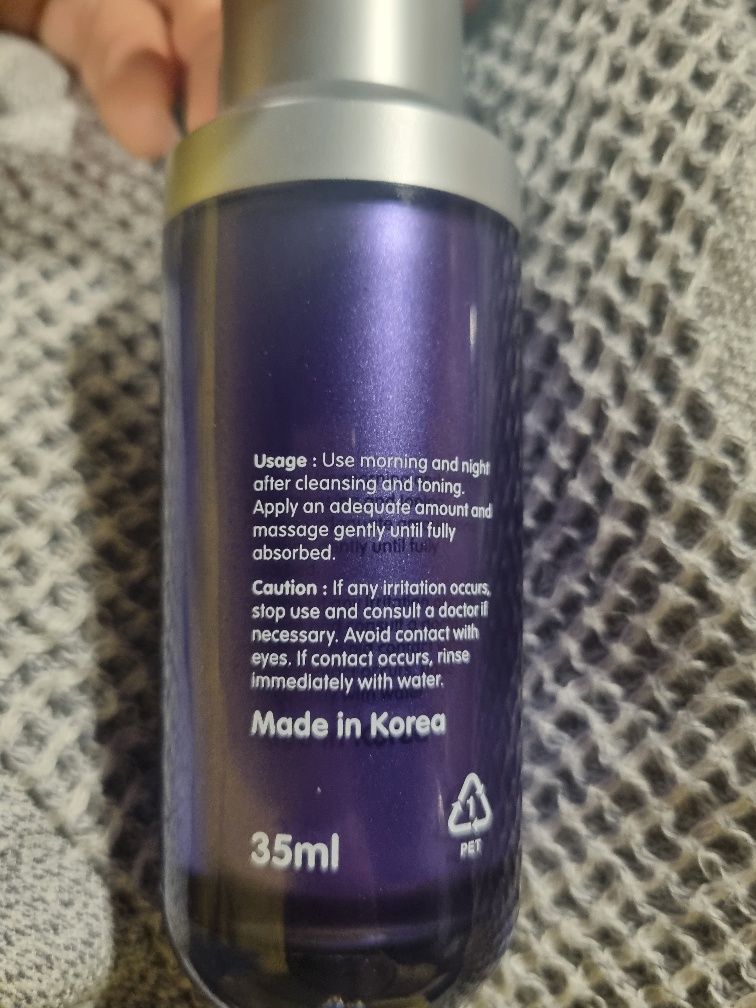 Usage : Use morning and night
after cleansing and toning.
Apply an adequate amount and
massage gently until fully
absorbed.
Caution : If any irritation occurs,
stop use and consult a doctor if
necessary. Avoid contact with
eyes. If contact occurs, rinse
immediately with water.
Made in Korea
35ml
1
PET